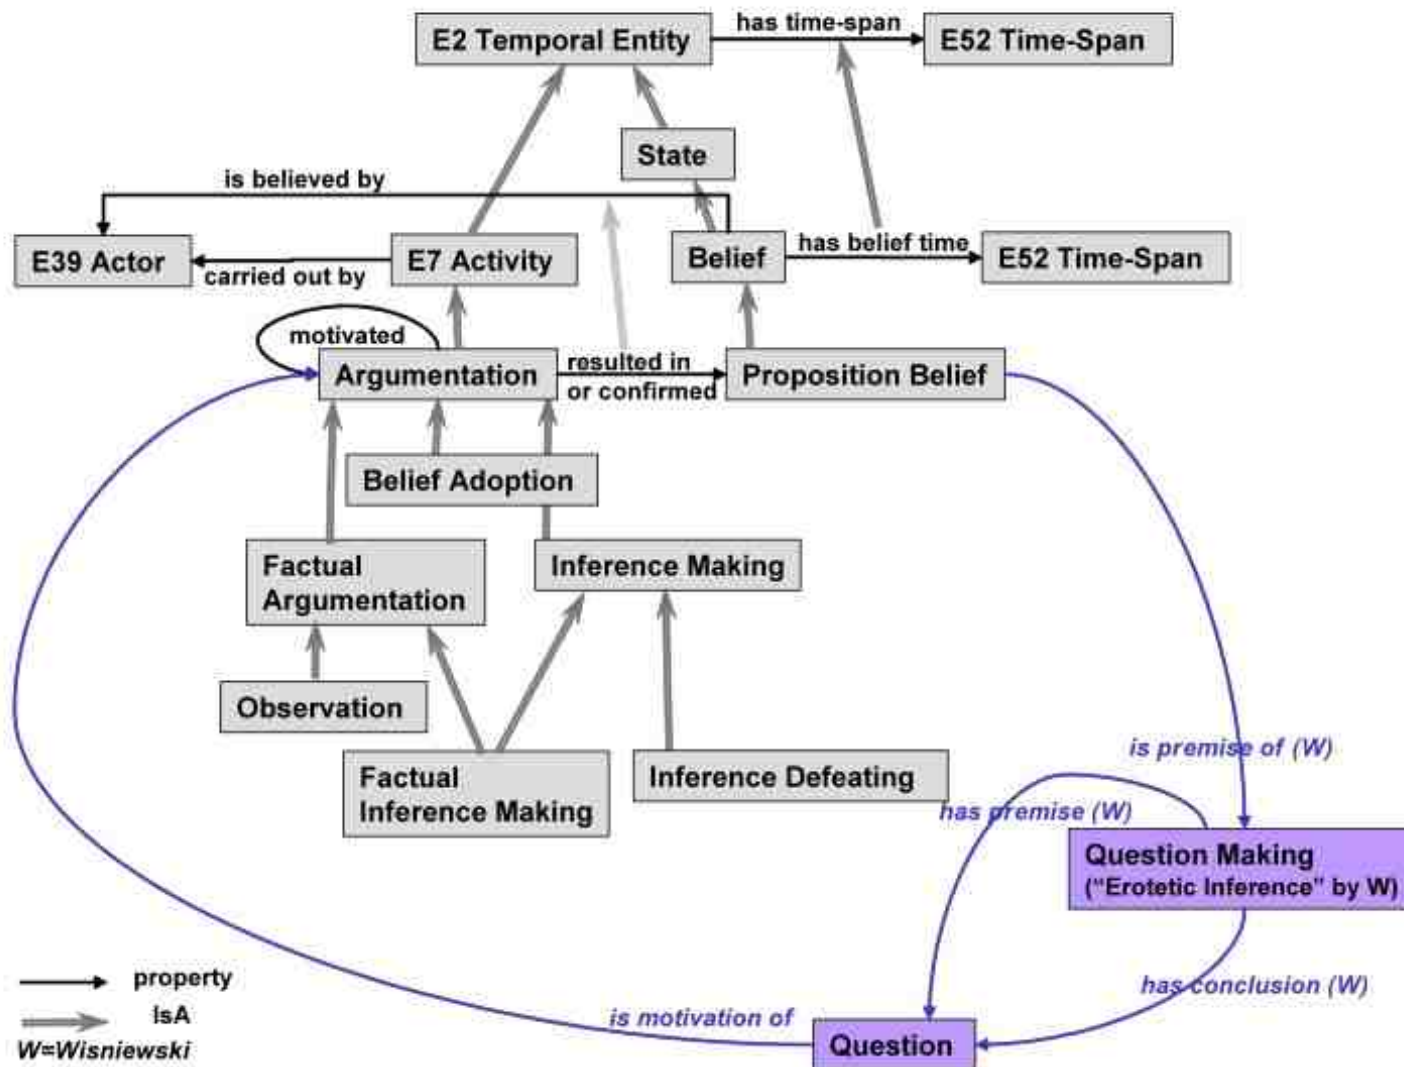 has time-span
E2 Temporal Entity
E52 Time-Span
State
is believed by
E39 Actor
carried out by
E7 Activity
Belief
has belief time
E52 Time-Span
motivated
Argumentation
resulted in
or confirmed
Proposition Belief
Belief Adoption
Factual
Argumentation
Inference Making
Observation
Factual
Inference Making
Inference Defeating
is premise of (W)
has premise (W)
Question Making
(“Erotetic Inference” by W)
has conclusion (W)
is motivation of
Question
property
IsA
W=Wisniewski